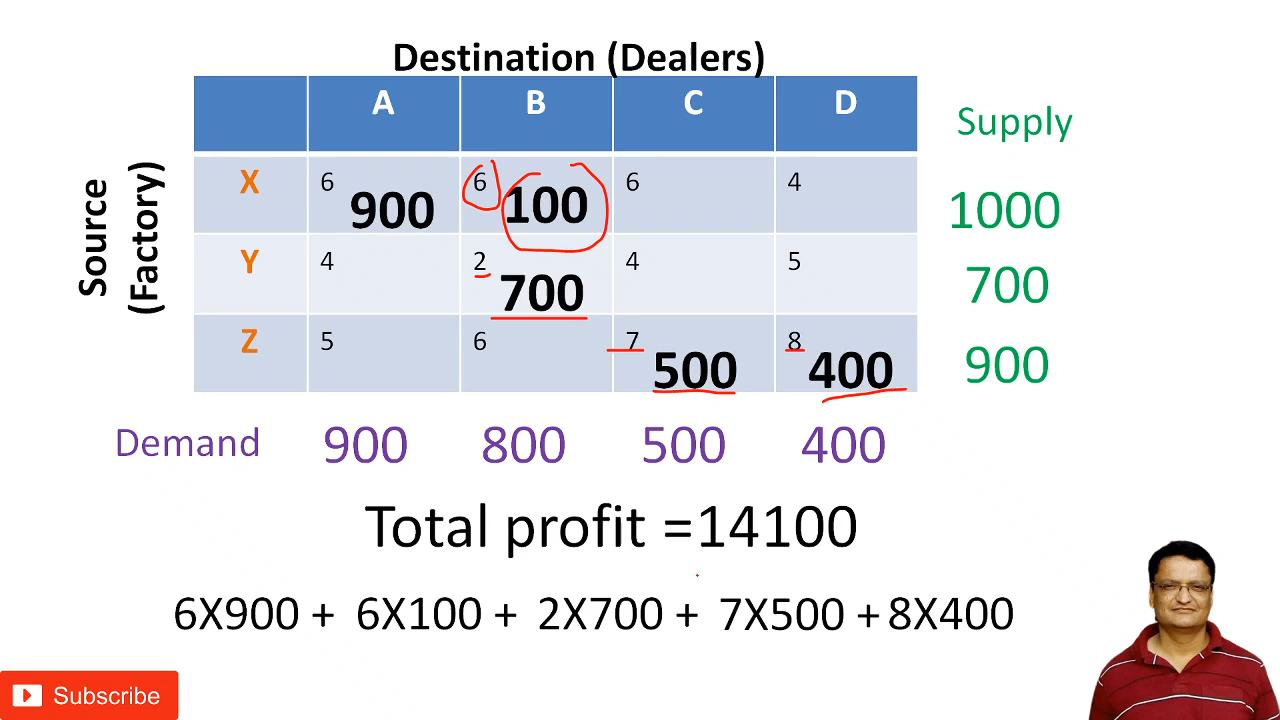 Destination (Dealers)
A B C D Supply
Source
(Factory)
X 6 900 6 100 6 4 1000
Y 4 2 700 4 5 700
Z 5 6 7 500 8 400 900
Demand 900 800 500 400
Total profit =14100
6X900 + 6X100 + 2X700 + 7X500 + 8X400
Subscribe